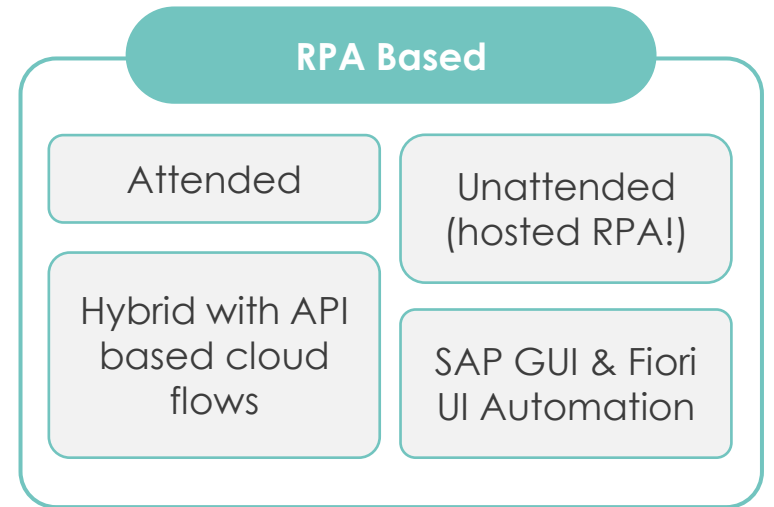 RPA Based
Attended
Unattended
(hosted RPA!)
Hybrid with API
based cloud
flows
SAP GUI & Fiori
UI Automation